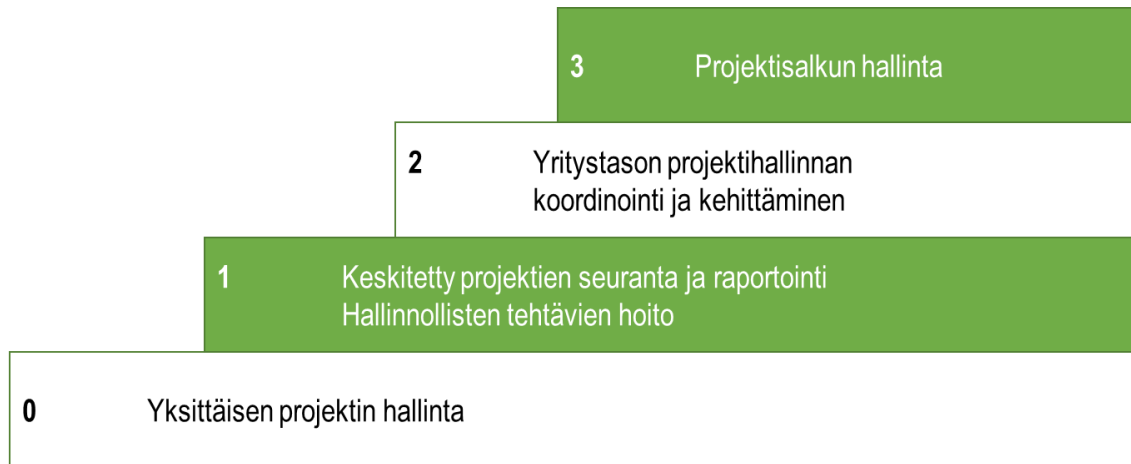 3 Projektisalkun hallinta
2 Yritystason projektihallinnan
koordinointi ja kehittäminen
1 Keskitetty projektien seuranta ja raportointi
Hallinnollisten tehtävien hoito
0 Yksittäisen projektin hallinta